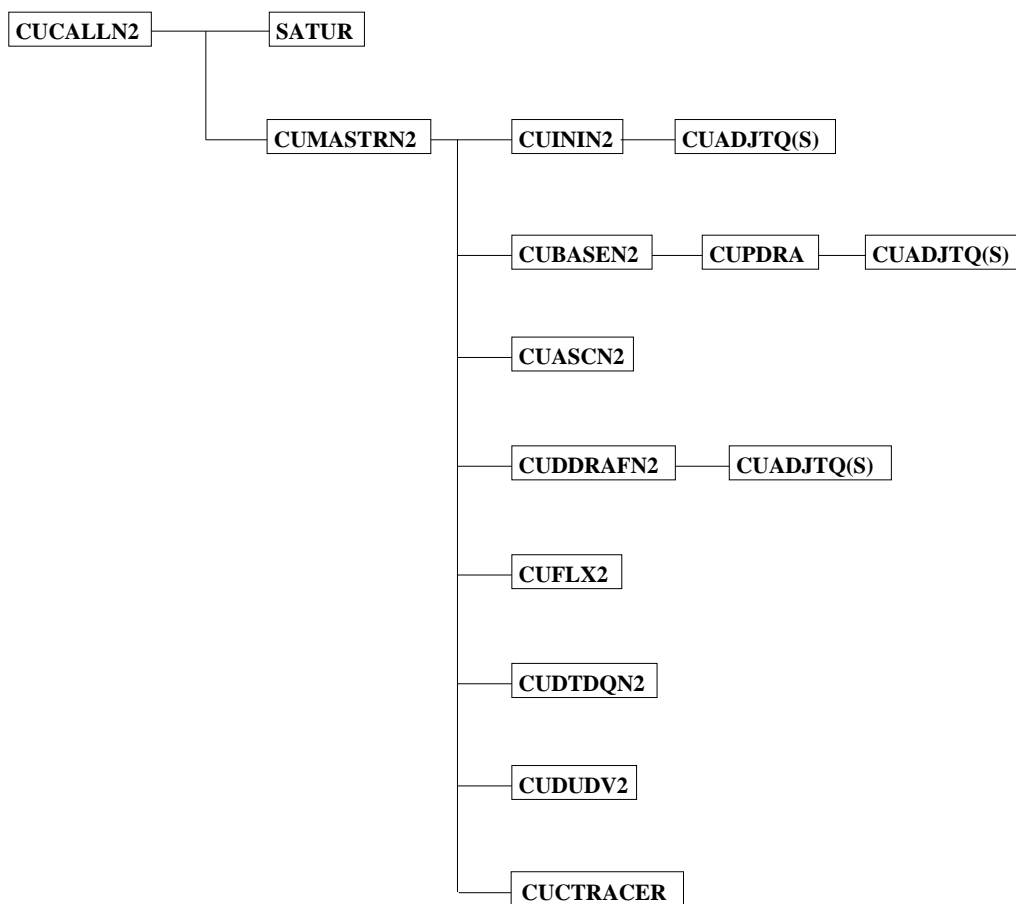 CUCALLN2
SATUR
CUMASTRN2
CUININ2
CUADJTQ(S)
CUBASEN2
CUPDRA
CUADJTQ(S)
CUASCN2
CUDDRAFN2
CUADJTQ(S)
CUFLX2
CUDTDQN2
CUDUDV2
CUCTRACER